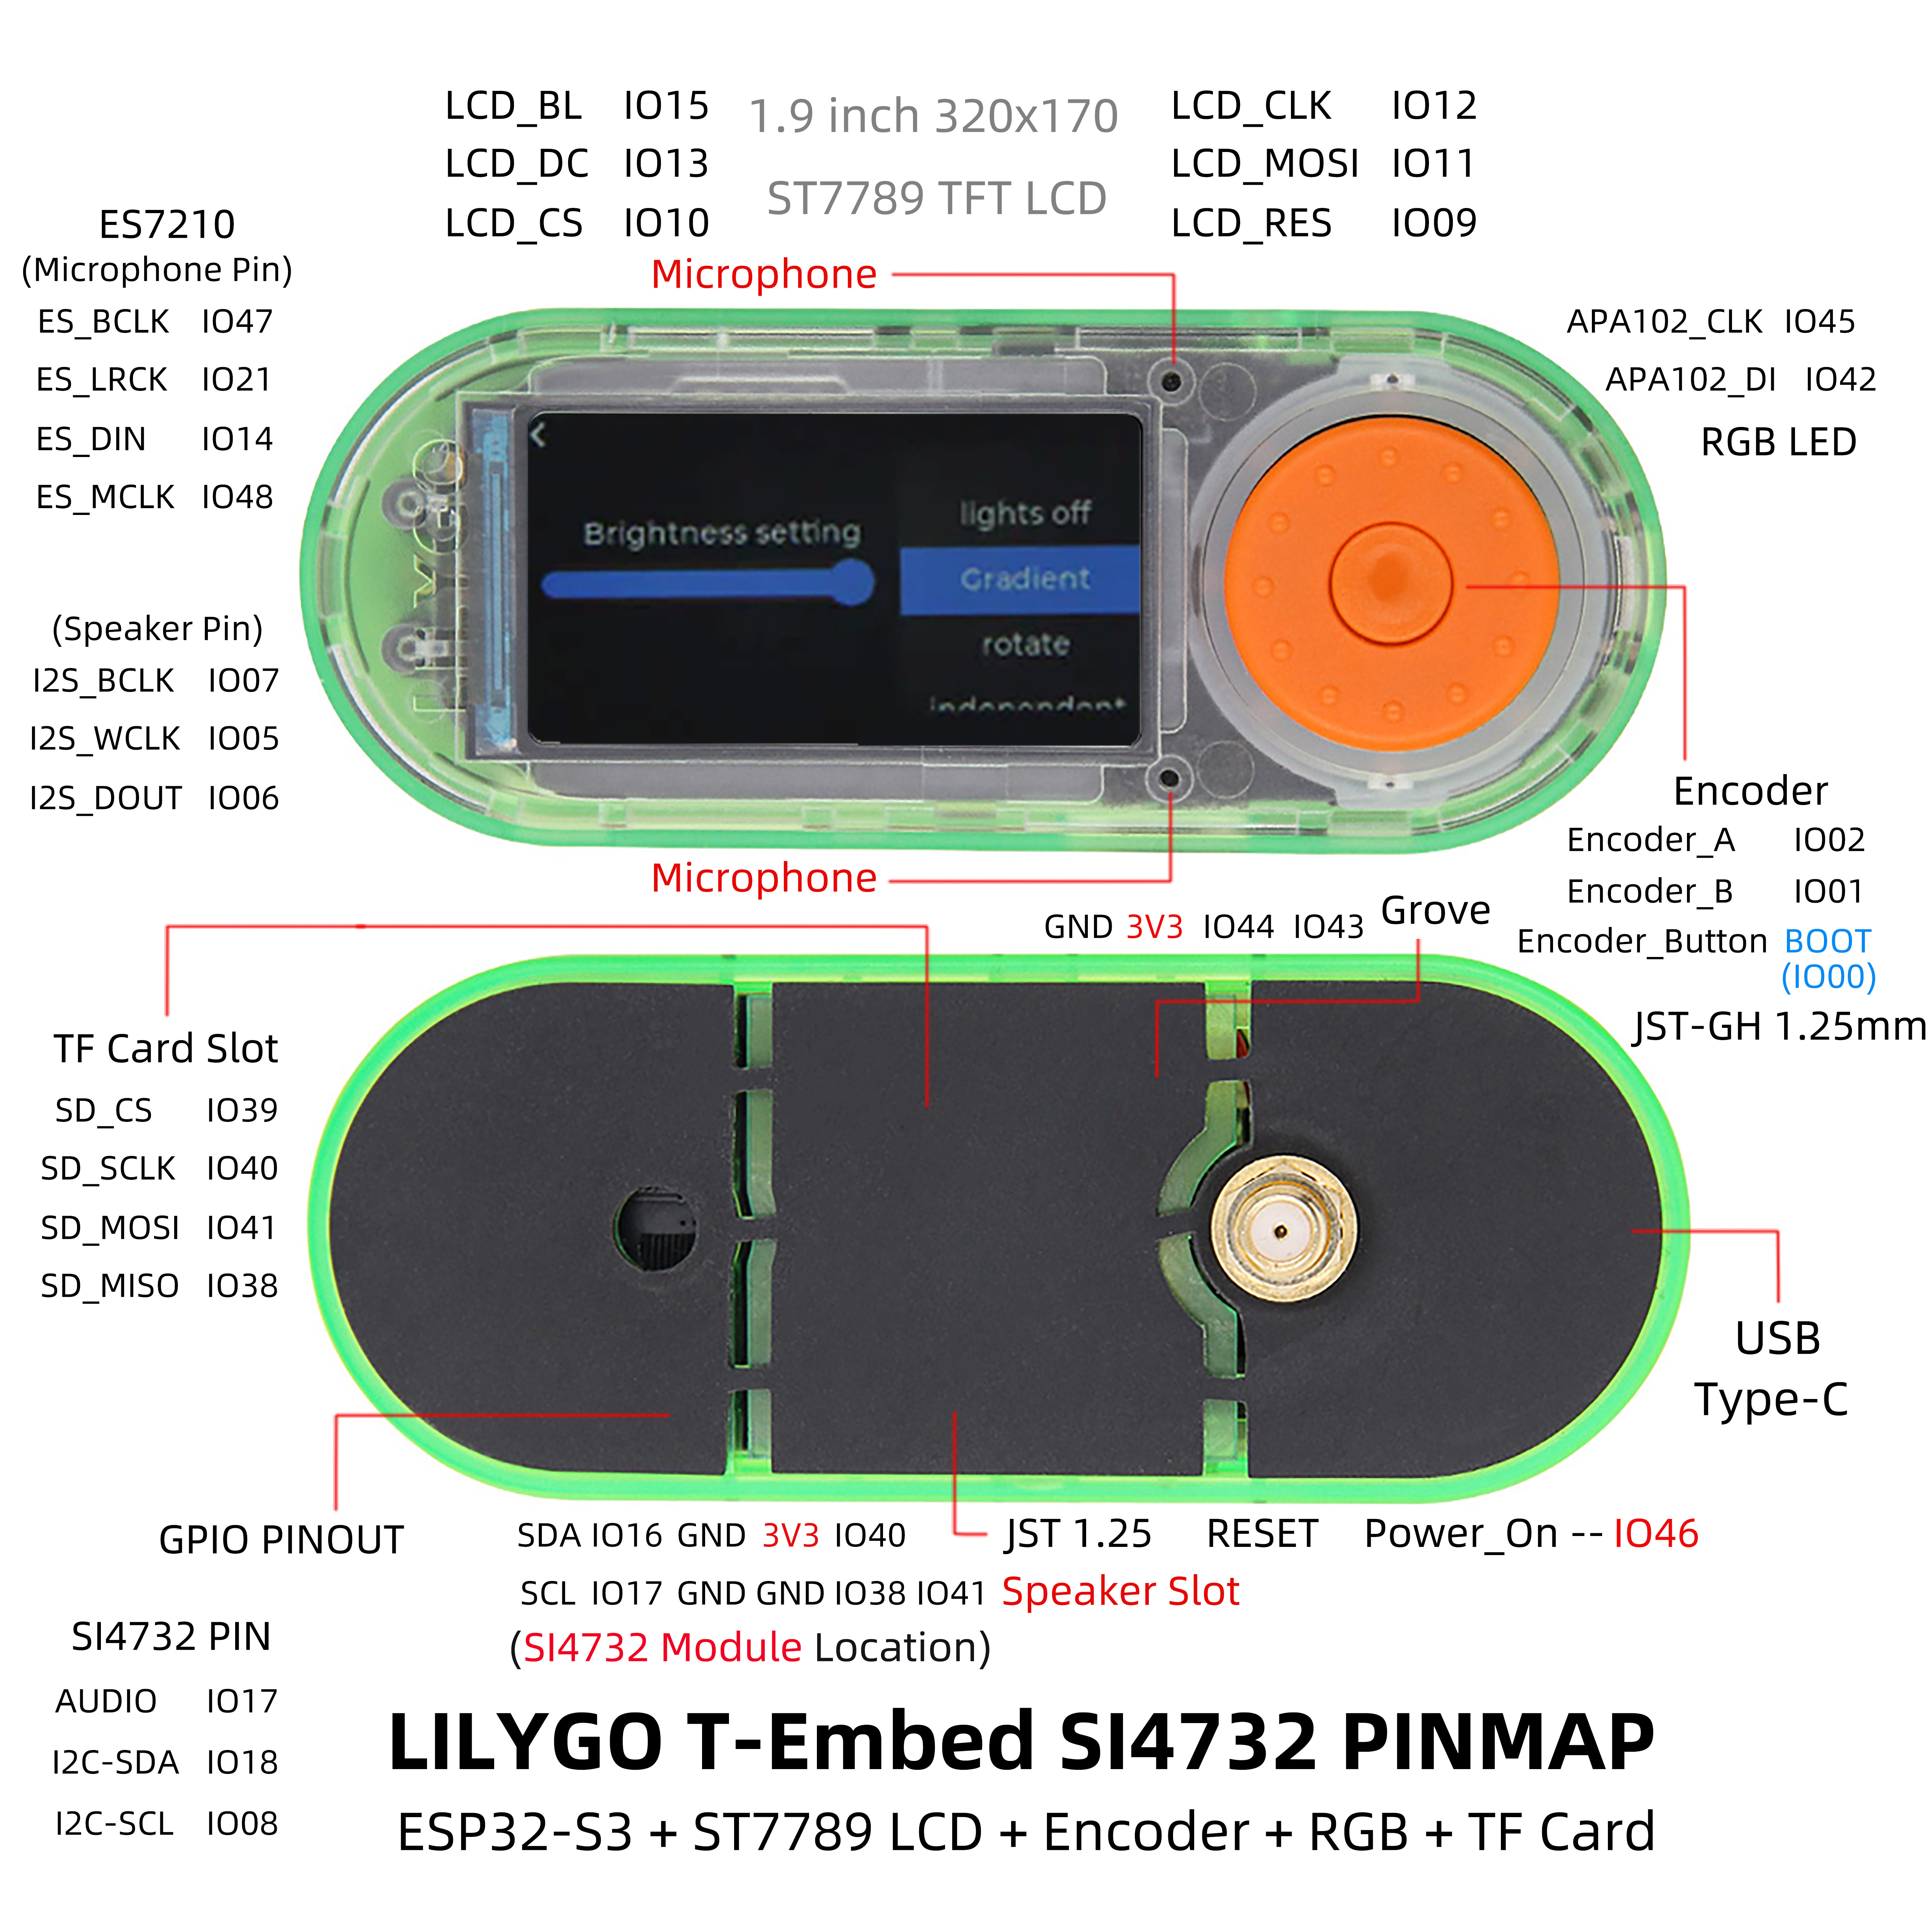 LCD_BL IO15
LCD_DC IO13
LCD_CS IO10
1.9 inch 320x170
ST7789 TFT LCD
LCD_CLK IO12
LCD_MOSI IO11
LCD_RES IO09
ES7210
(Microphone Pin)
ES_BCLK IO47
ES_LRCK IO21
ES_DIN IO14
ES_MCLK IO48
Microphone
APA102_CLK IO45
APA102_DI IO42
RGB LED
Brightness setting
lights off
Gradient
rotate
independent
(Speaker Pin)
I2S_BCLK IO07
I2S_WCLK IO05
I2S_DOUT IO06
Microphone
Encoder
Encoder_A IO02
Encoder_B IO01
Encoder_Button BOOT
(IO00)
GND 3V3 IO44 IO43 Grove
JST-GH 1.25mm
TF Card Slot
SD_CS IO39
SD_SCLK IO40
SD_MOSI IO41
SD_MISO IO38
USB
Type-C
GPIO PINOUT
SDA IO16 GND 3V3 IO40
SCL IO17 GND GND IO38 IO41
(SI4732 Module Location)
JST 1.25
Speaker Slot
RESET
Power_On -- IO46
SI4732 PIN
AUDIO IO17
I2C-SDA IO18
I2C-SCL IO08
LILYGO T-Embed SI4732 PINMAP
ESP32-S3 + ST7789 LCD + Encoder + RGB + TF Card